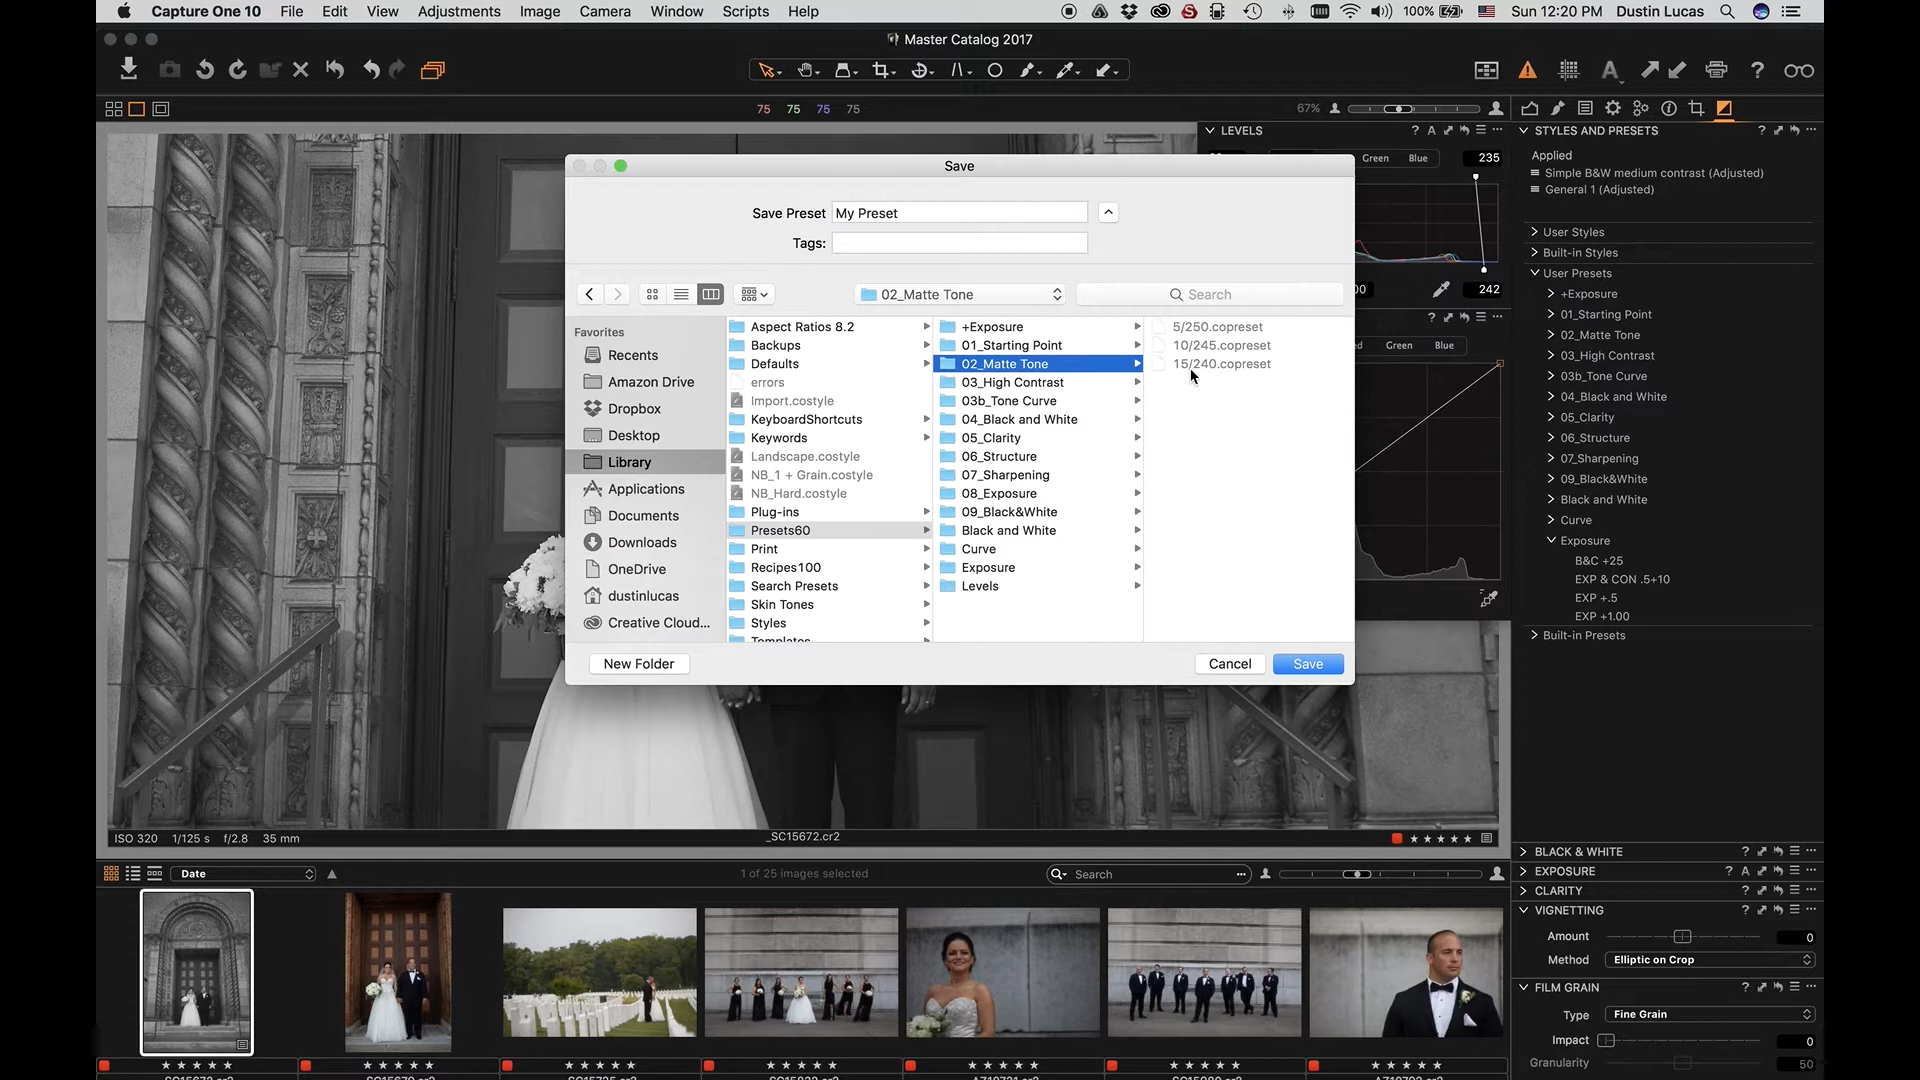 Capture One 10 File Edit View Adjustments Image Camera Window Scripts Help 100% Sun 12:20 PM Dustin Lucas
Master Catalog 2017
75 75 75 75 67%
LEVELS
Green Blue 235
242
Green Blue
STYLES AND PRESETS
Applied
Simple B&W medium contrast (Adjusted)
General 1 (Adjusted)
User Styles
Built-in Styles
User Presets
+Exposure
01_Starting Point
02_Matte Tone
03_High Contrast
03b_Tone Curve
04_Black and White
05_Clarity
06_Structure
07_Sharpening
09_Black&White
Black and White
Curve
Exposure
B&C +25
EXP & CON .5+10
EXP +.5
EXP +1.00
Built-in Presets
Save
Save Preset My Preset
Tags:
02_Matte Tone
Search
Favorites
Recents
Amazon Drive
Dropbox
Desktop
Library
Applications
Documents
Downloads
OneDrive
dustinlucas
Creative Cloud...
Aspect Ratios 8.2
Backups
Defaults
errors
Import.costyle
KeyboardShortcuts
Keywords
Landscape.costyle
NB_1 + Grain.costyle
NB_Hard.costyle
Plug-ins
Presets60
Print
Recipes100
Search Presets
Skin Tones
Styles
Templates
+Exposure
01_Starting Point
02_Matte Tone
03_High Contrast
03b_Tone Curve
04_Black and White
05_Clarity
06_Structure
07_Sharpening
08_Exposure
09_Black&White
Black and White
Curve
Exposure
Levels
5/250.copreset
10/245.copreset
15/240.copreset
New Folder Cancel Save
ISO 320 1/125 s f/2.8 35 mm _SC15672.cr2
Date 1 of 25 images selected Search
BLACK & WHITE
EXPOSURE
CLARITY
VIGNETTING
Amount 0
Method Elliptic on Crop
FILM GRAIN
Type Fine Grain
Impact 0
Granularity 50